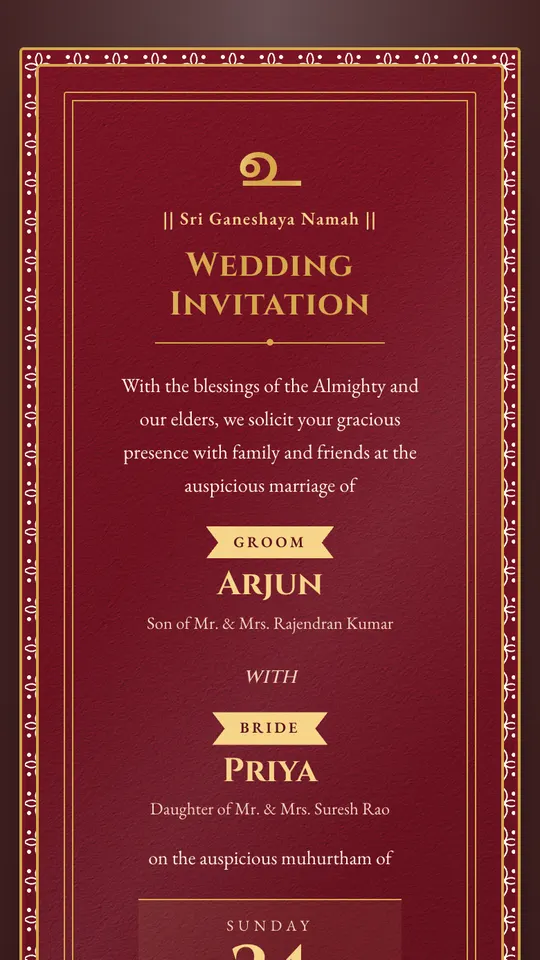 உ
|| Sri Ganeshaya Namah ||
Wedding
Invitation
With the blessings of the Almighty and
our elders, we solicit your gracious
presence with family and friends at the
auspicious marriage of
GROOM
Arjun
Son of Mr. & Mrs. Rajendran Kumar
WITH
BRIDE
Priya
Daughter of Mr. & Mrs. Suresh Rao
on the auspicious muhurtham of
SUNDAY